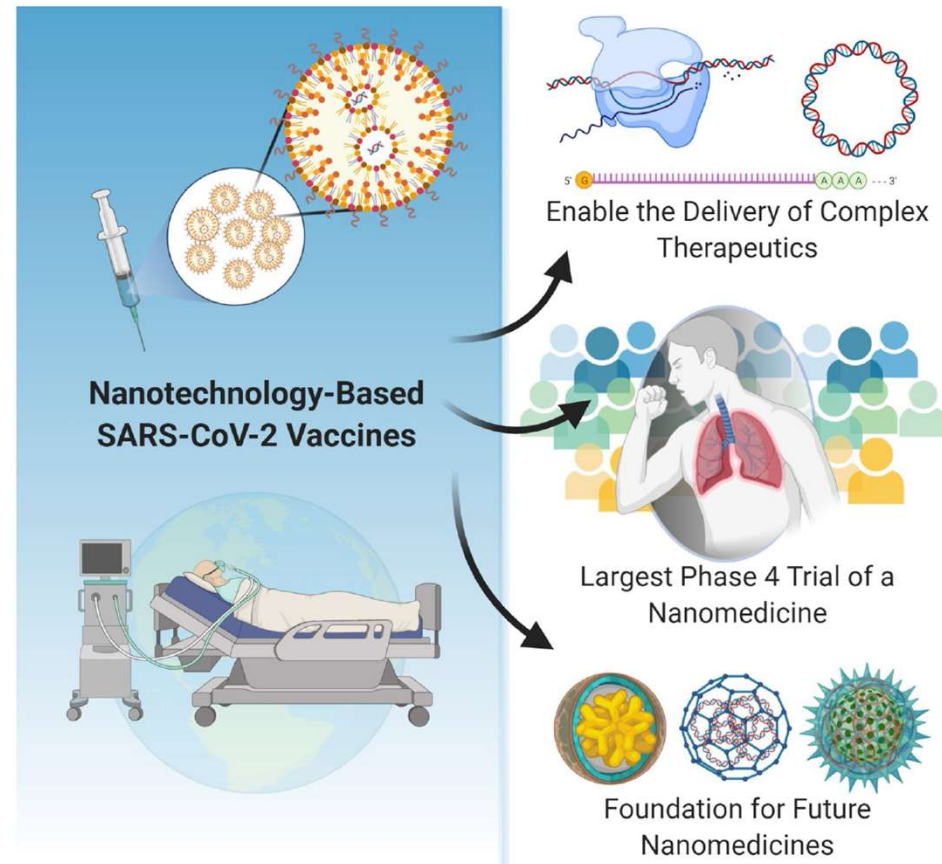 Nanotechnology-Based
SARS-CoV-2 Vaccines
5' G A A A ---3'
Enable the Delivery of Complex
Therapeutics
Largest Phase 4 Trial of a
Nanomedicine
Foundation for Future
Nanomedicines